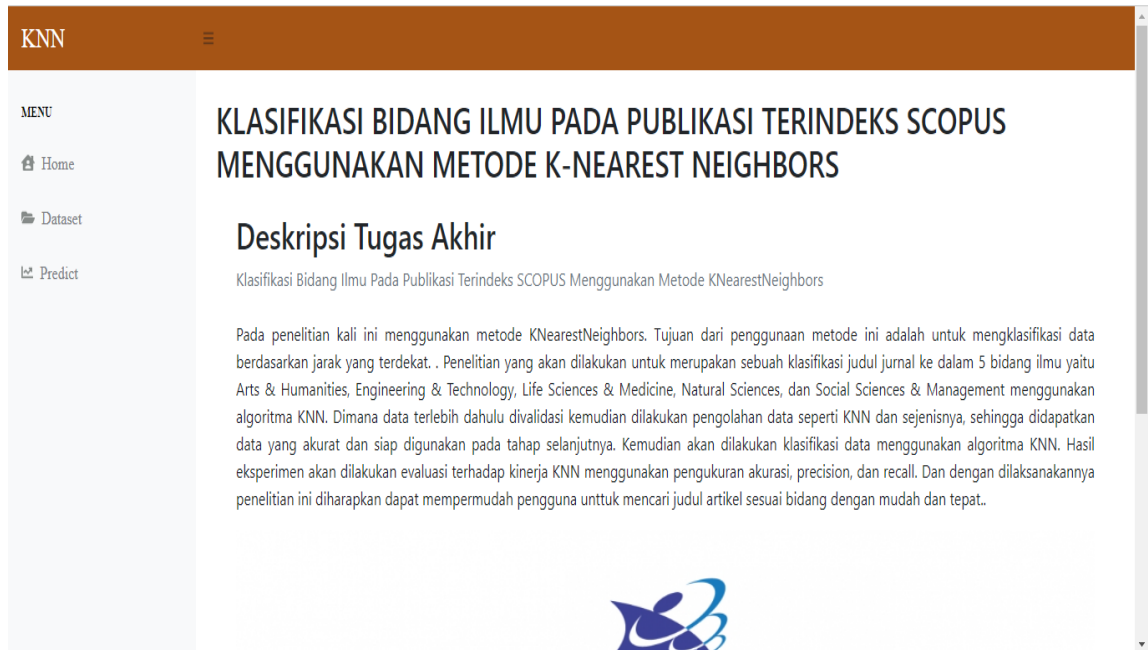 KNN
MENU
Home
Dataset
Predict
KLASIFIKASI BIDANG ILMU PADA PUBLIKASI TERINDEKS SCOPUS
MENGGUNAKAN METODE K-NEAREST NEIGHBORS
Deskripsi Tugas Akhir
Klasifikasi Bidang Ilmu Pada Publikasi Terindeks SCOPUS Menggunakan Metode KNearestNeighbors
Pada penelitian kali ini menggunakan metode KNearestNeighbors. Tujuan dari penggunaan metode ini adalah untuk mengklasifikasi data
berdasarkan jarak yang terdekat. . Penelitian yang akan dilakukan untuk merupakan sebuah klasifikasi judul jurnal ke dalam 5 bidang ilmu yaitu
Arts & Humanities, Engineering & Technology, Life Sciences & Medicine, Natural Sciences, dan Social Sciences & Management menggunakan
algoritma KNN. Dimana data terlebih dahulu divalidasi kemudian dilakukan pengolahan data seperti KNN dan sejenisnya, sehingga didapatkan
data yang akurat dan siap digunakan pada tahap selanjutnya. Kemudian akan dilakukan klasifikasi data menggunakan algoritma KNN. Hasil
eksperimen akan dilakukan evaluasi terhadap kinerja KNN menggunakan pengukuran akurasi, precision, dan recall. Dan dengan dilaksanakannya
penelitian ini diharapkan dapat mempermudah pengguna unttuk mencari judul artikel sesuai bidang dengan mudah dan tepat..